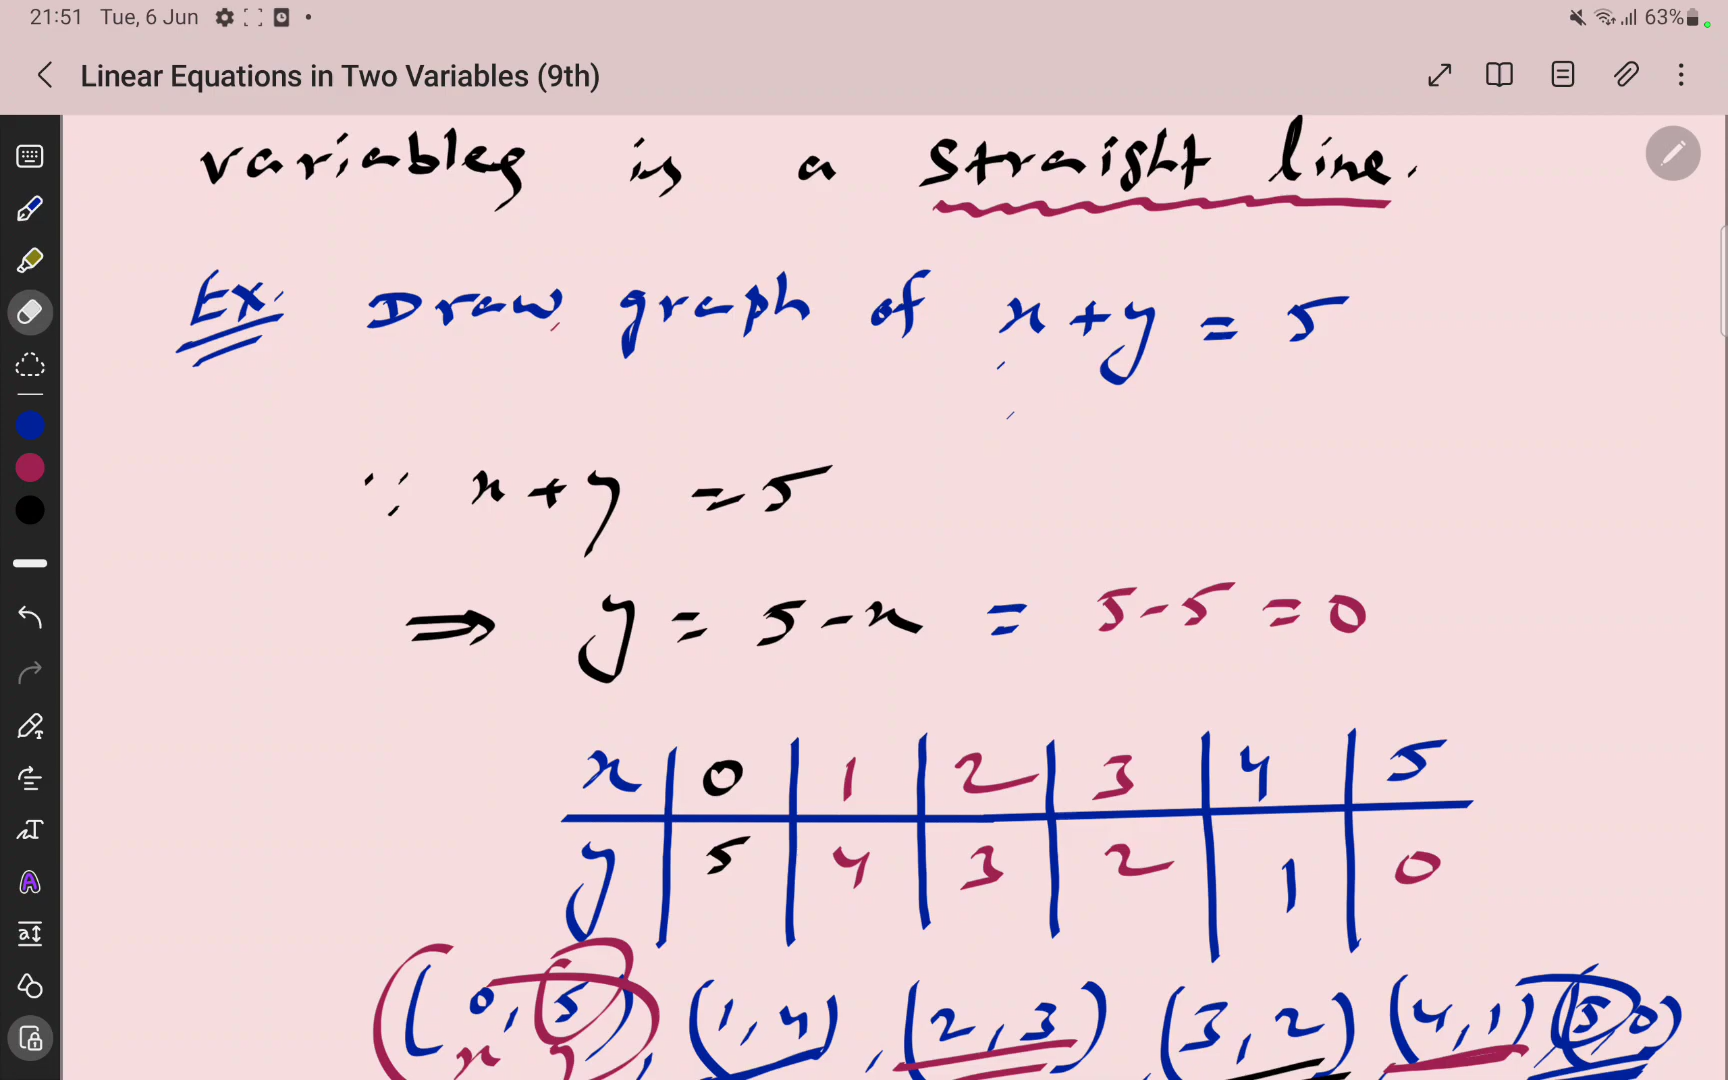 21:51 Tue, 6 Jun 63%
Linear Equations in Two Variables (9th)
variables is a straight line.
Ex: Draw graph of x + y = 5
∵ x + y = 5
⇒ y = 5 - x = 5 - 5 = 0
x | 0 | 1 | 2 | 3 | 4 | 5
y | 5 | 4 | 3 | 2 | 1 | 0
(0, 5), (1, 4), (2, 3) (3, 2) (4, 1) (5, 0)
x y